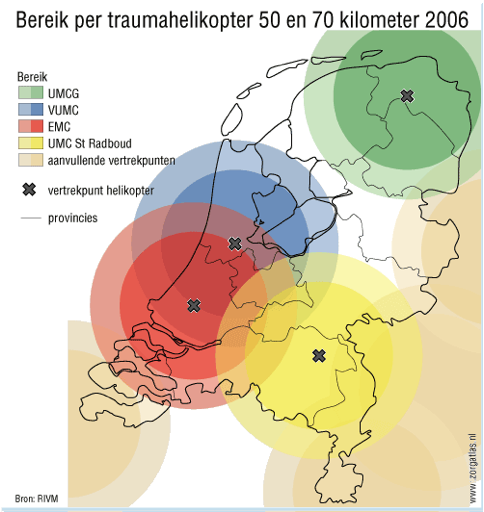 Bereik per traumahelikopter 50 en 70 kilometer 2006
Bereik
UMCG
VUMC
EMC
UMC St Radboud
aanvullende vertrekpunten
vertrekpunt helikopter
provincies
Bron: RIVM
www.zorgatlas.nl